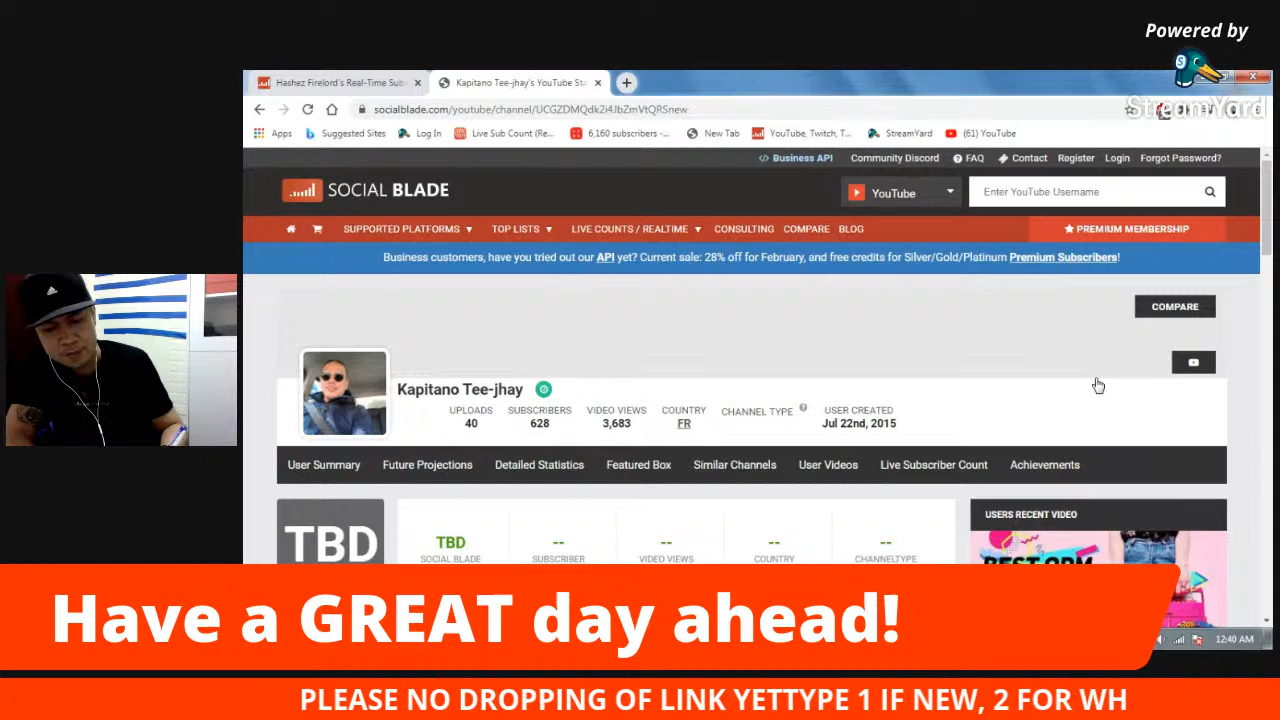 Powered by
StreamYard
Hashez Firelord's Real-Time Sub
Kapitano Tee-jhay's YouTube Sta
socialblade.com/youtube/channel/UCGZDMQdk2i4JbZmVtQRSnew
Apps
Suggested Sites
Log In
Live Sub Count (Re...
6,160 subscribers -...
New Tab
YouTube, Twitch, T...
StreamYard
(61) YouTube
Business API
Community Discord
FAQ
Contact
Register
Login
Forgot Password?
SOCIAL BLADE
YouTube
Enter YouTube Username
SUPPORTED PLATFORMS
TOP LISTS
LIVE COUNTS / REALTIME
CONSULTING
COMPARE
BLOG
PREMIUM MEMBERSHIP
Business customers, have you tried out our API yet? Current sale: 28% off for February, and free credits for Silver/Gold/Platinum Premium Subscribers!
COMPARE
Kapitano Tee-jhay
UPLOADS
40
SUBSCRIBERS
628
VIDEO VIEWS
3,683
COUNTRY
FR
CHANNEL TYPE
USER CREATED
Jul 22nd, 2015
User Summary
Future Projections
Detailed Statistics
Featured Box
Similar Channels
User Videos
Live Subscriber Count
Achievements
TBD
TBD
SOCIAL BLADE
--
SUBSCRIBER
--
VIDEO VIEWS
--
COUNTRY
--
CHANNELTYPE
USERS RECENT VIDEO
BEST OPM
Have a GREAT day ahead!
12:40 AM
PLEASE NO DROPPING OF LINK YETTYPE 1 IF NEW, 2 FOR WH